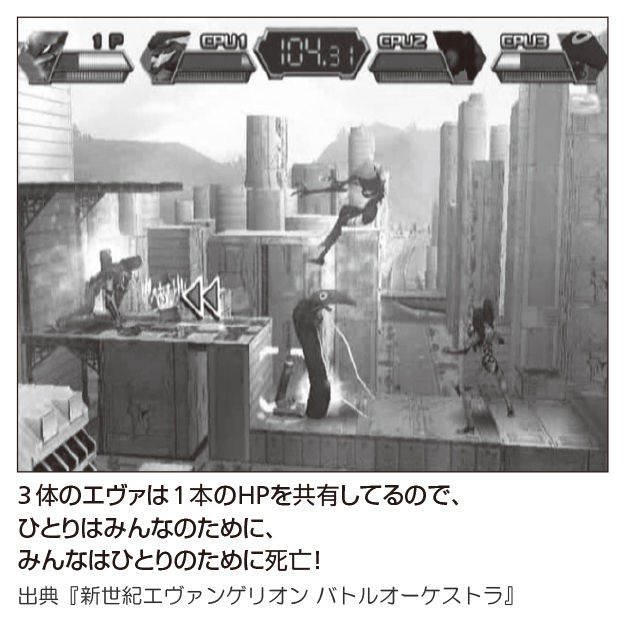 1P CPU1 104.31 CPU2 CPU3
3体のエヴァは1本のHPを共有してるので、
ひとりはみんなのために、
みんなはひとりのために死亡!
出典『新世紀エヴァンゲリオン バトルオーケストラ』